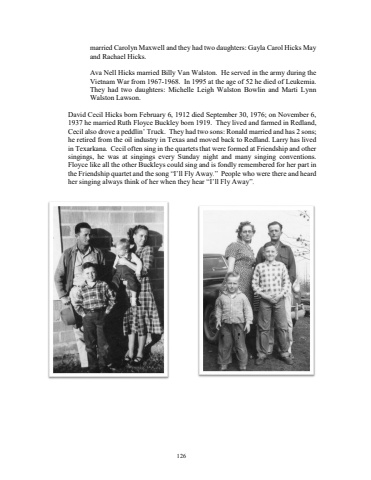 married Carolyn Maxwell and they had two daughters: Gayla Carol Hicks May
and Rachael Hicks.
Ava Nell Hicks married Billy Van Walston.  He served in the army during the
Vietnam War from 1967-1968.  In 1995 at the age of 52 he died of Leukemia.
They had two daughters: Michelle Leigh Walston Bowlin and Marti Lynn
Walston Lawson.
David Cecil Hicks born February 6, 1912 died September 30, 1976; on November 6,
1937 he married Ruth Floyce Buckley born 1919.  They lived and farmed in Redland,
Cecil also drove a peddlin’ Truck.  They had two sons: Ronald married and has 2 sons;
he retired from the oil industry in Texas and moved back to Redland. Larry has lived
in Texarkana.  Cecil often sing in the quartets that were formed at Friendship and other
singings, he was at singings every Sunday night and many singing conventions.
Floyce like all the other Buckleys could sing and is fondly remembered for her part in
the Friendship quartet and the song “I’ll Fly Away.”  People who were there and heard
her singing always think of her when they hear “I’ll Fly Away”.
126